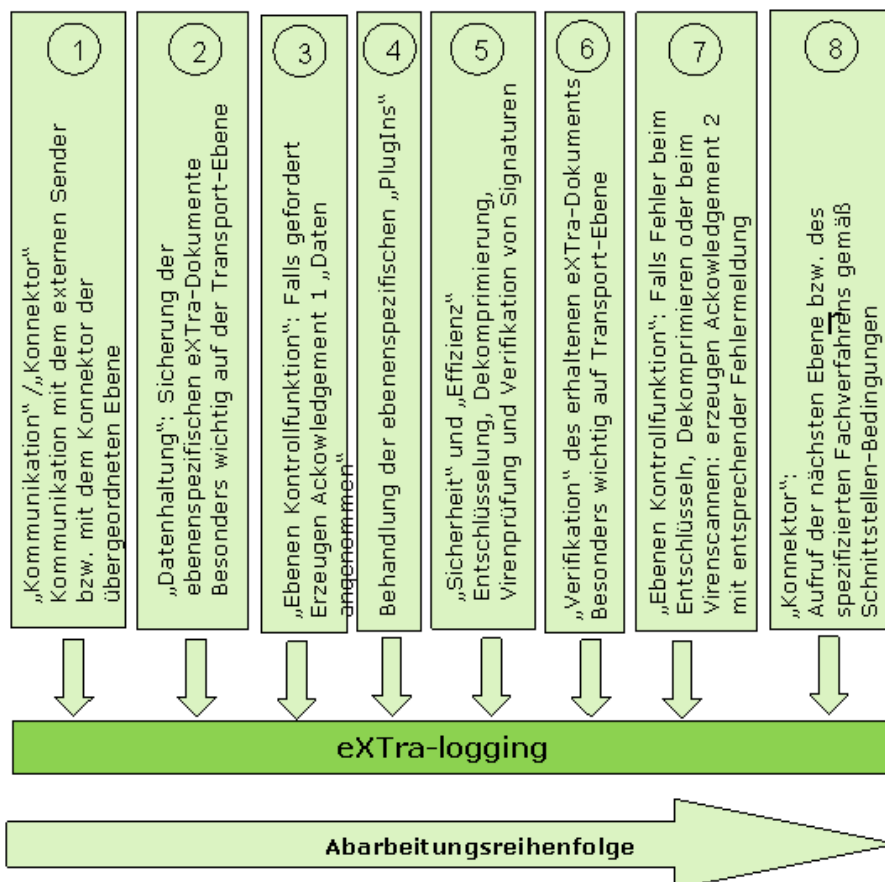 1
„Kommunikation“ /„Konnektor“
Kommunikation mit dem externen Sender
bzw. mit dem Konnektor der
übergeordneten Ebene
2
„Datenhaltung“: Sicherung der
ebenenspezifischen eXTra-Dokumente
Besonders wichtig auf der Transport-Ebene
3
„Ebenen Kontrollfunktion“: Falls gefordert
Erzeugen Ackowledgement 1 „Daten
angenommen“
4
Behandlung der ebenenspezifischen „PlugIns“
5
„Sicherheit“ und „Effizienz“
Entschlüsselung, Dekomprimierung,
Virenprüfung und Verifikation von Signaturen
6
„Verifikation“ des erhaltenen eXTra-Dokuments
Besonders wichtig auf Transport-Ebene
7
„Ebenen Kontrollfunktion“: Falls Fehler beim
Entschlüsseln, Dekomprimieren oder beim
Virenscannen: erzeugen Ackowledgement 2
mit entsprechender Fehlermeldung
8
„Konnektor“:
Aufruf der nächsten Ebene bzw. des
spezifizierten Fachverfahrens gemäß
Schnittstellen-Bedingungen
eXTra-logging
Abarbeitungsreihenfolge